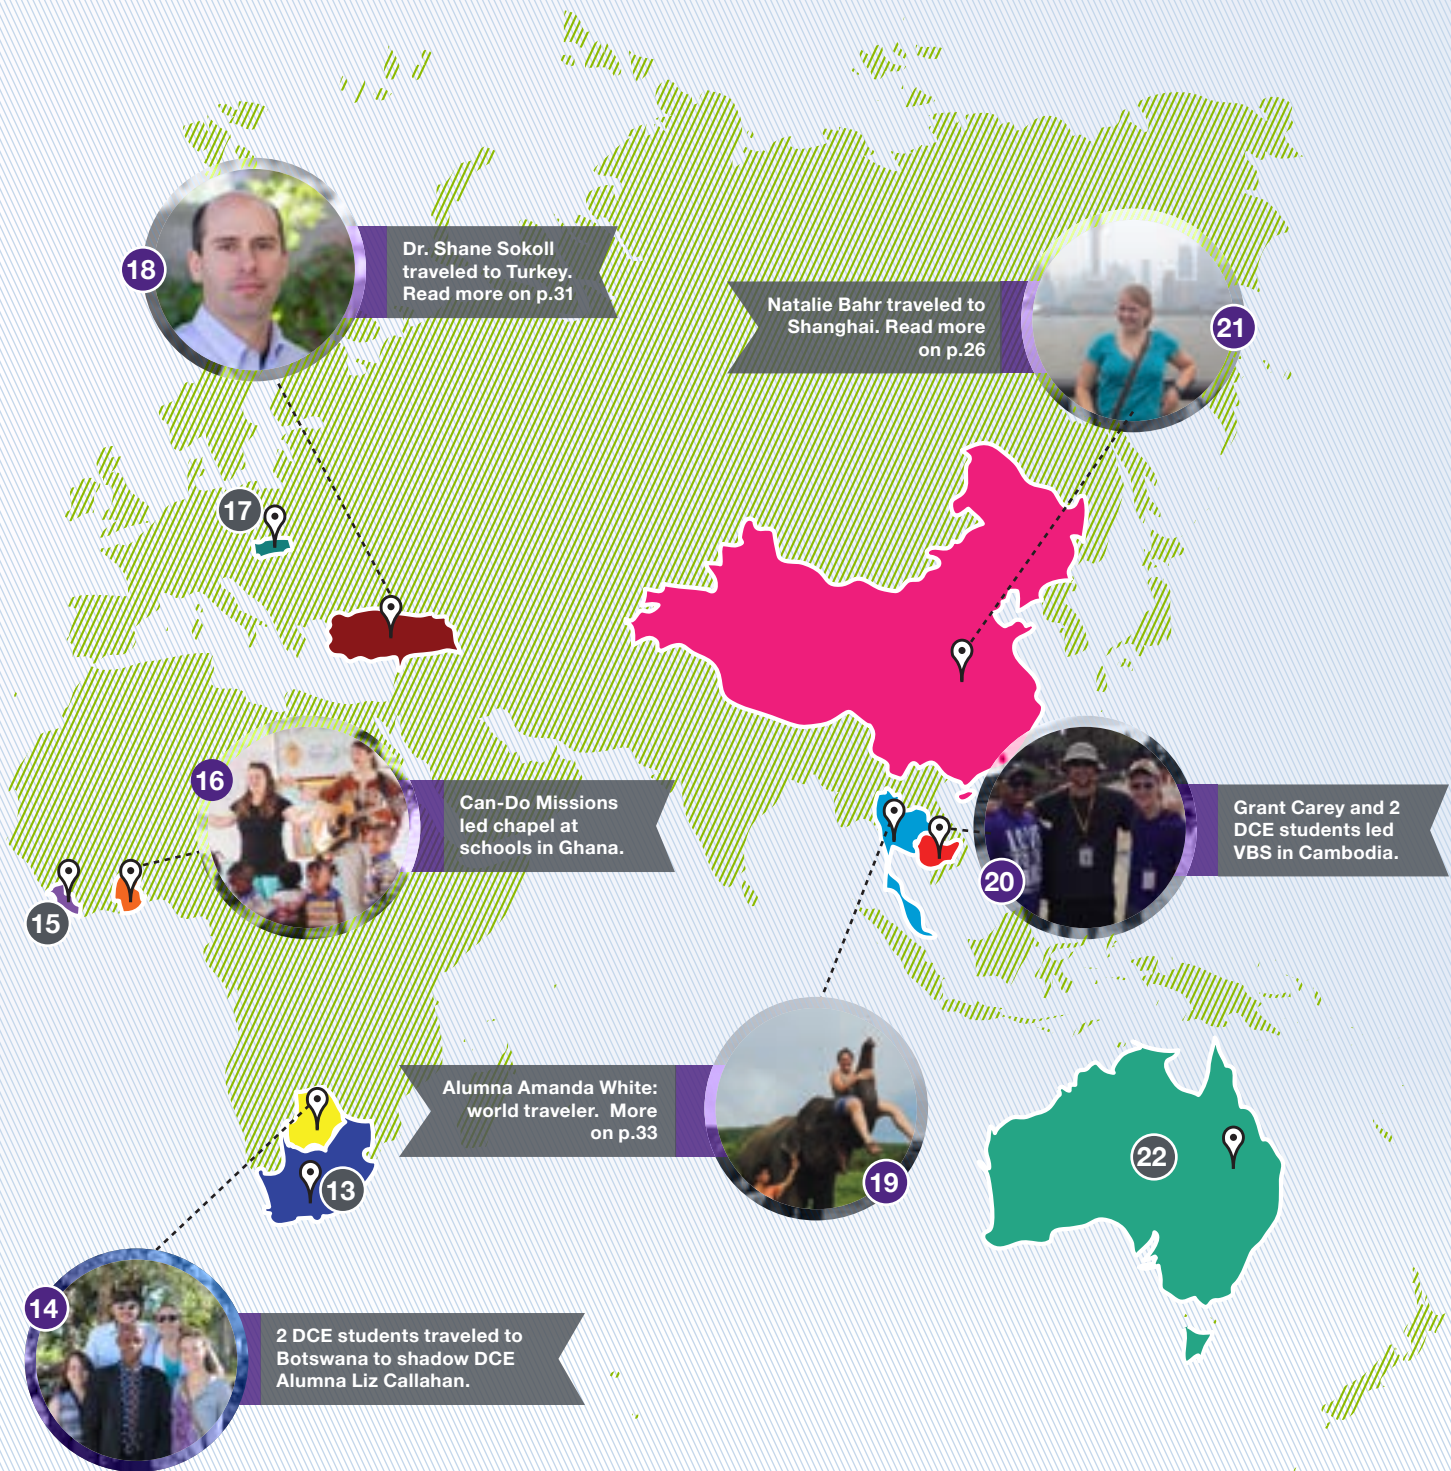 18
Dr. Shane Sokoll
traveled to Turkey.
Read more on p.31
Natalie Bahr traveled to
Shanghai. Read more
on p.26
21
17
16
Can-Do Missions
led chapel at
schools in Ghana.
15
20
Grant Carey and 2
DCE students led
VBS in Cambodia.
Alumna Amanda White:
world traveler.  More
on p.33
19
22
13
14
2 DCE students traveled to
Botswana to shadow DCE
Alumna Liz Callahan.